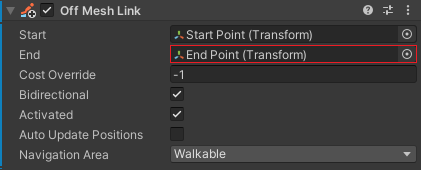 Off Mesh Link
Start Start Point (Transform)
End End Point (Transform)
Cost Override -1
Bidirectional
Activated
Auto Update Positions
Navigation Area Walkable